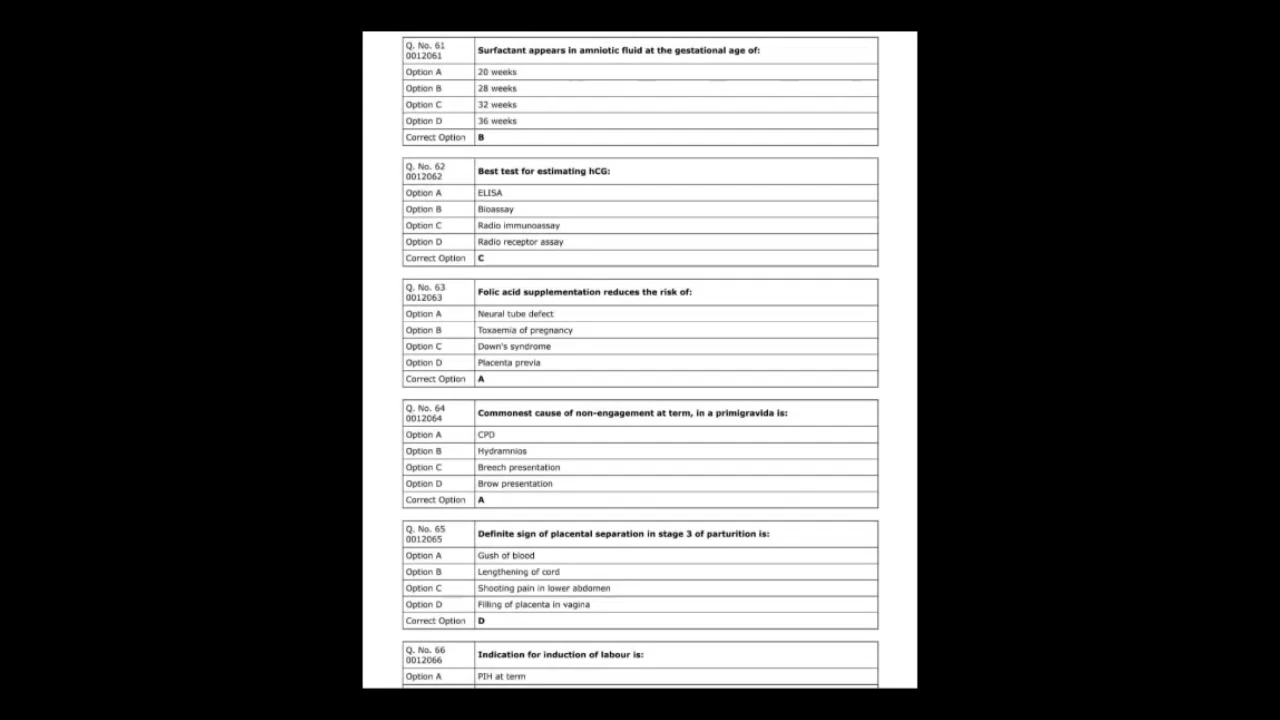 Q. No. 61
0012061
Surfactant appears in amniotic fluid at the gestational age of:
Option A 20 weeks
Option B 28 weeks
Option C 32 weeks
Option D 36 weeks
Correct Option B
Q. No. 62
0012062
Best test for estimating hCG:
Option A ELISA
Option B Bioassay
Option C Radio immunoassay
Option D Radio receptor assay
Correct Option C
Q. No. 63
0012063
Folic acid supplementation reduces the risk of:
Option A Neural tube defect
Option B Toxaemia of pregnancy
Option C Down's syndrome
Option D Placenta previa
Correct Option A
Q. No. 64
0012064
Commonest cause of non-engagement at term, in a primigravida is:
Option A CPD
Option B Hydramnios
Option C Breech presentation
Option D Brow presentation
Correct Option A
Q. No. 65
0012065
Definite sign of placental separation in stage 3 of parturition is:
Option A Gush of blood
Option B Lengthening of cord
Option C Shooting pain in lower abdomen
Option D Filling of placenta in vagina
Correct Option D
Q. No. 66
0012066
Indication for induction of labour is:
Option A PIH at term